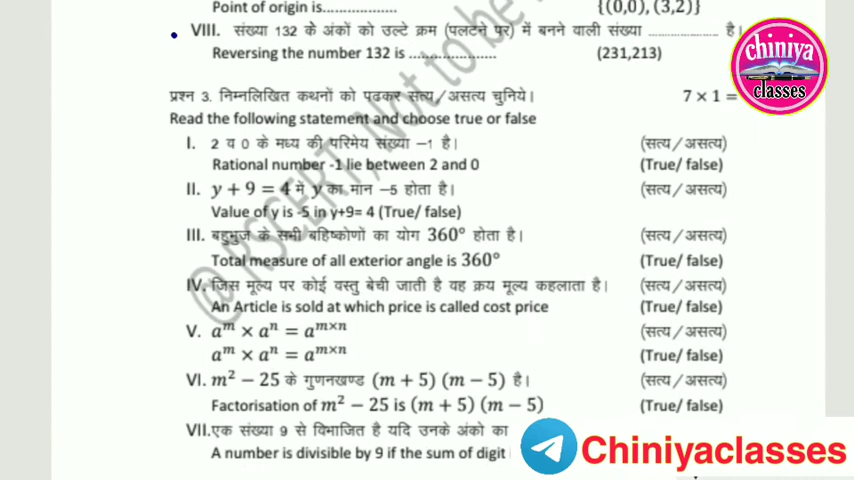 Point of origin is................... {(0,0), (3,2)}
VIII. संख्या 132 के अंकों को उल्टे क्रम (पलटने पर) में बनने वाली संख्या ...................... है।
Reversing the number 132 is ...................... (231,213)
chiniya
classes
प्रश्न 3. निम्नलिखित कथनों को पढ़कर सत्य/असत्य चुनिये। 7 × 1 =
Read the following statement and choose true or false
I. 2 व 0 के मध्य की परिमेय संख्या −1 है। (सत्य/असत्य)
Rational number -1 lie between 2 and 0 (True/ false)
II. y + 9 = 4 मे y का मान −5 होता है। (सत्य/असत्य)
Value of y is -5 in y+9= 4 (True/ false)
III. बहुभुज के सभी बहिष्कोणों का योग 360° होता है। (सत्य/असत्य)
Total measure of all exterior angle is 360° (True/ false)
IV. जिस मूल्य पर कोई वस्तु बेची जाती है वह क्रय मूल्य कहलाता है। (सत्य/असत्य)
An Article is sold at which price is called cost price (True/ false)
V. aᵐ × aⁿ = aᵐˣⁿ (सत्य/असत्य)
aᵐ × aⁿ = aᵐˣⁿ (True/ false)
VI. m² − 25 के गुणनखण्ड (m + 5) (m − 5) है। (सत्य/असत्य)
Factorisation of m² − 25 is (m + 5) (m − 5) (True/ false)
VII.एक संख्या 9 से विभाजित है यदि उनके अंको का
A number is divisible by 9 if the sum of digit
Chiniyaclasses
@ RSCERT, Not to be